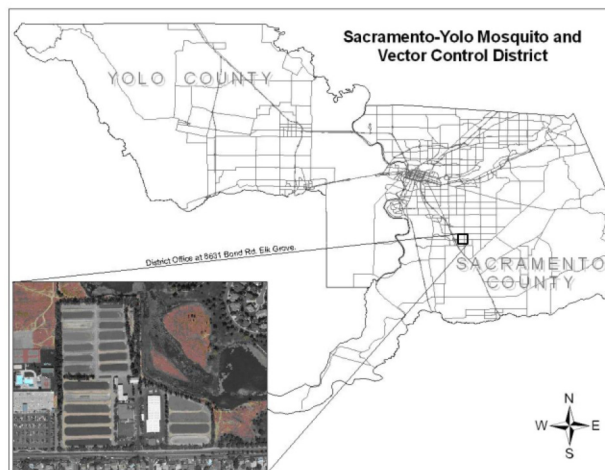 Sacramento-Yolo Mosquito and
Vector Control District
YOLO COUNTY
District Office at 8631 Bond Rd. Elk Grove.
SACRAMENTO
COUNTY
N
W E
S